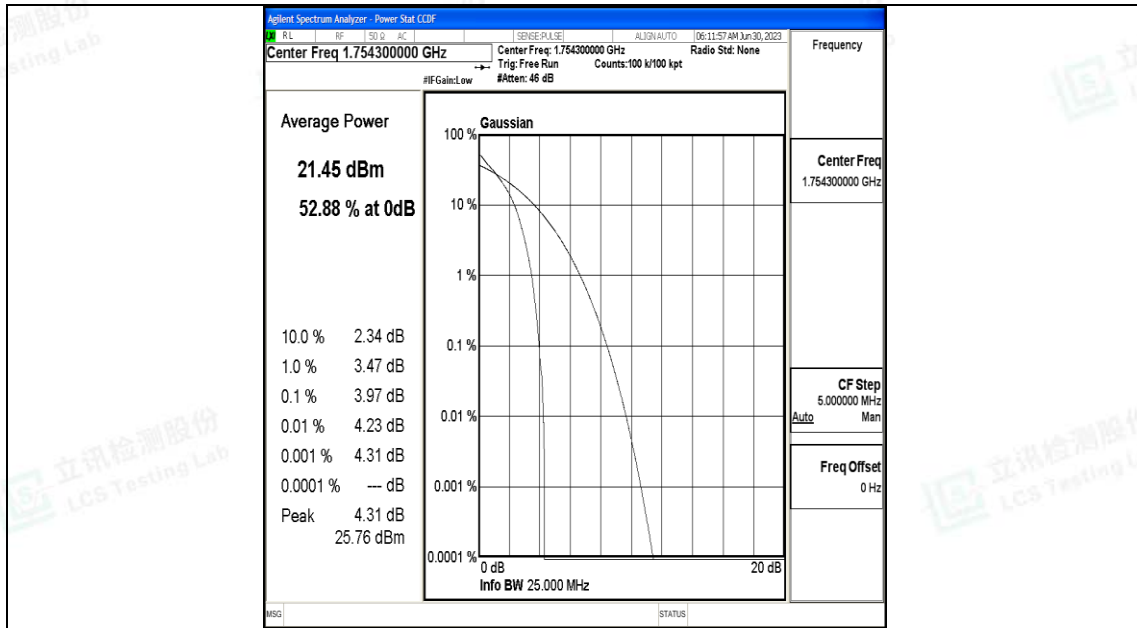 Agilent Spectrum Analyzer - Power Stat CCDF
RL RF 50 Ω AC SENSE:PULSE ALIGN AUTO 06:11:57 AM Jun 30, 2023
Center Freq 1.754300000 GHz
Center Freq: 1.754300000 GHz Radio Std: None
Trig: Free Run Counts:100 k/100 kpt
#IFGain:Low #Atten: 46 dB
Frequency
Average Power
21.45 dBm
52.88 % at 0dB
10.0 % 2.34 dB
1.0 % 3.47 dB
0.1 % 3.97 dB
0.01 % 4.23 dB
0.001 % 4.31 dB
0.0001 % --- dB
Peak 4.31 dB
25.76 dBm
Gaussian
100 %
10 %
1 %
0.1 %
0.01 %
0.001 %
0.0001 %
0 dB 20 dB
Info BW 25.000 MHz
Center Freq
1.754300000 GHz
CF Step
5.000000 MHz
Auto Man
Freq Offset
0 Hz
MSG STATUS
立讯检测股份
LCS Testing Lab
立讯检测股份